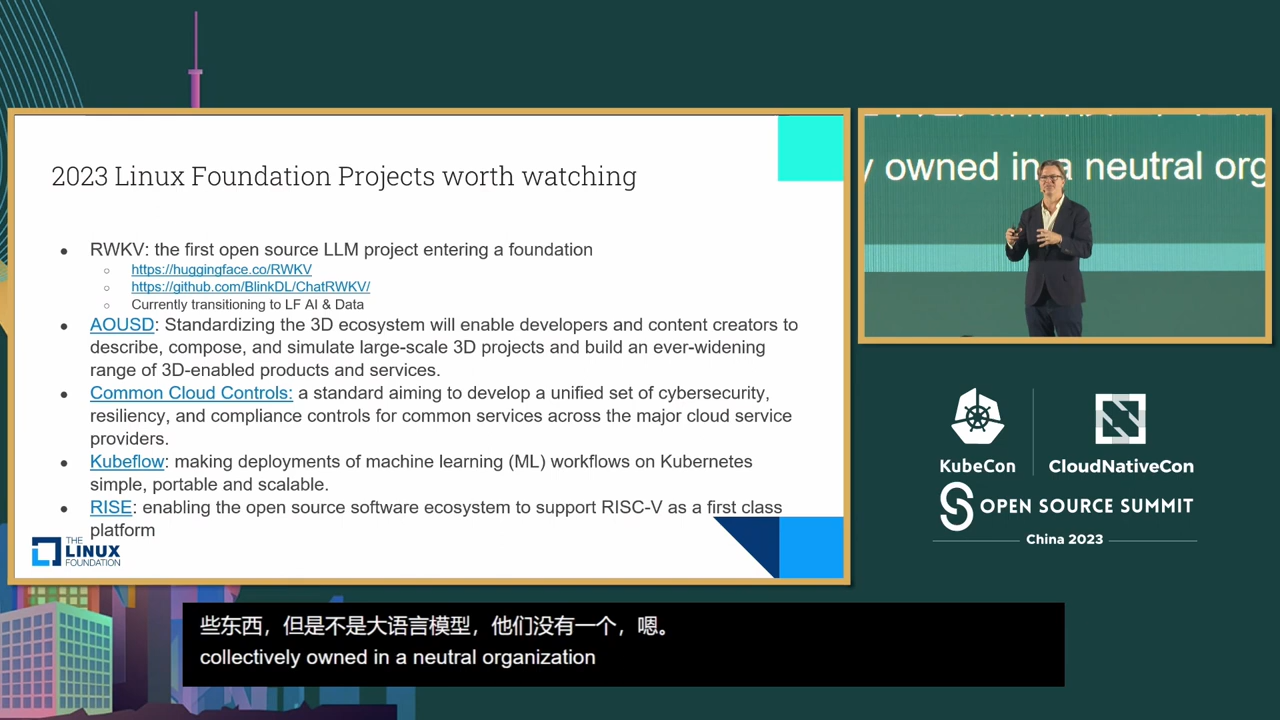 2023 Linux Foundation Projects worth watching
RWKV: the first open source LLM project entering a foundation
https://huggingface.co/RWKV
https://github.com/BlinkDL/ChatRWKV/
Currently transitioning to LF AI & Data
AOUSD: Standardizing the 3D ecosystem will enable developers and content creators to
describe, compose, and simulate large-scale 3D projects and build an ever-widening
range of 3D-enabled products and services.
Common Cloud Controls: a standard aiming to develop a unified set of cybersecurity,
resiliency, and compliance controls for common services across the major cloud service
providers.
Kubeflow: making deployments of machine learning (ML) workflows on Kubernetes
simple, portable and scalable.
RISE: enabling the open source software ecosystem to support RISC-V as a first class
platform
THE
LINUX
FOUNDATION
owned in a neutral org
KubeCon
CloudNativeCon
OPEN SOURCE SUMMIT
China 2023
些东西，但是不是大语言模型，他们没有一个，嗯。
collectively owned in a neutral organization